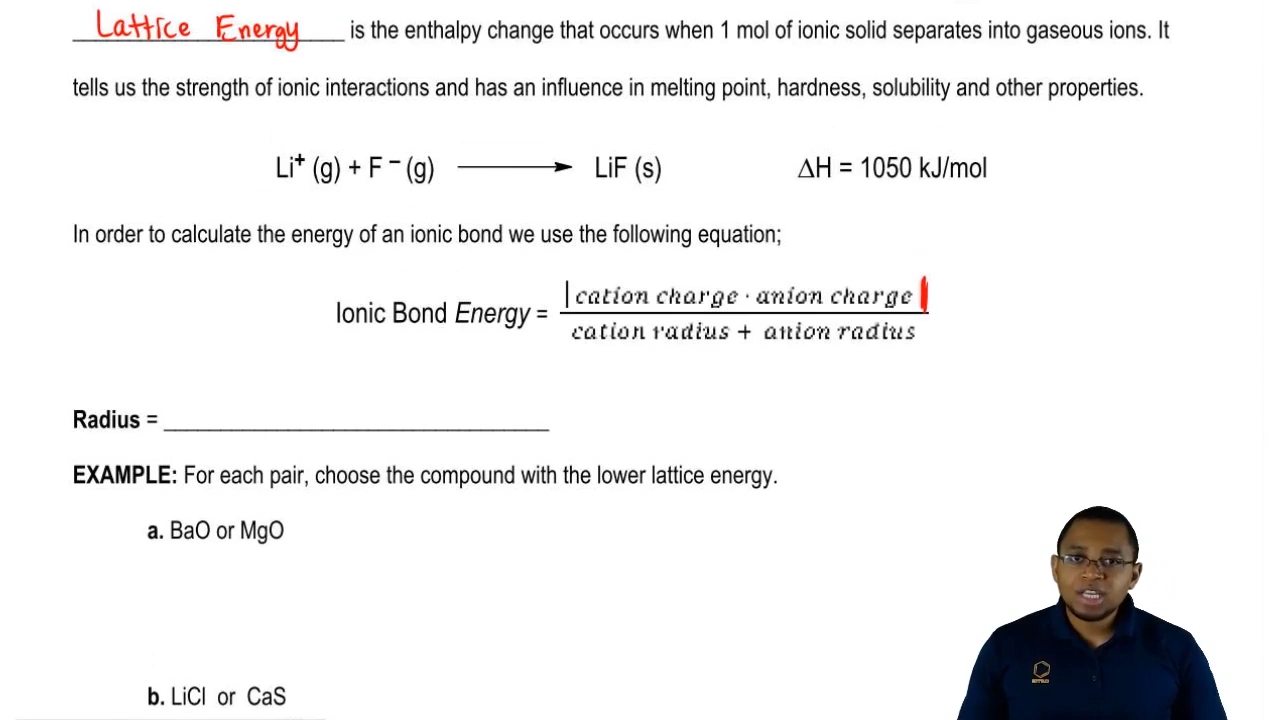 Lattice Energy is the enthalpy change that occurs when 1 mol of ionic solid separates into gaseous ions. It
tells us the strength of ionic interactions and has an influence in melting point, hardness, solubility and other properties.
Li⁺ (g) + F ⁻ (g) ⟶ LiF (s) ΔH = 1050 kJ/mol
In order to calculate the energy of an ionic bond we use the following equation;
|cation charge · anion charge|
Ionic Bond Energy =
cation radius + anion radius
Radius = ________________________________
EXAMPLE: For each pair, choose the compound with the lower lattice energy.
a. BaO or MgO
b. LiCl or CaS